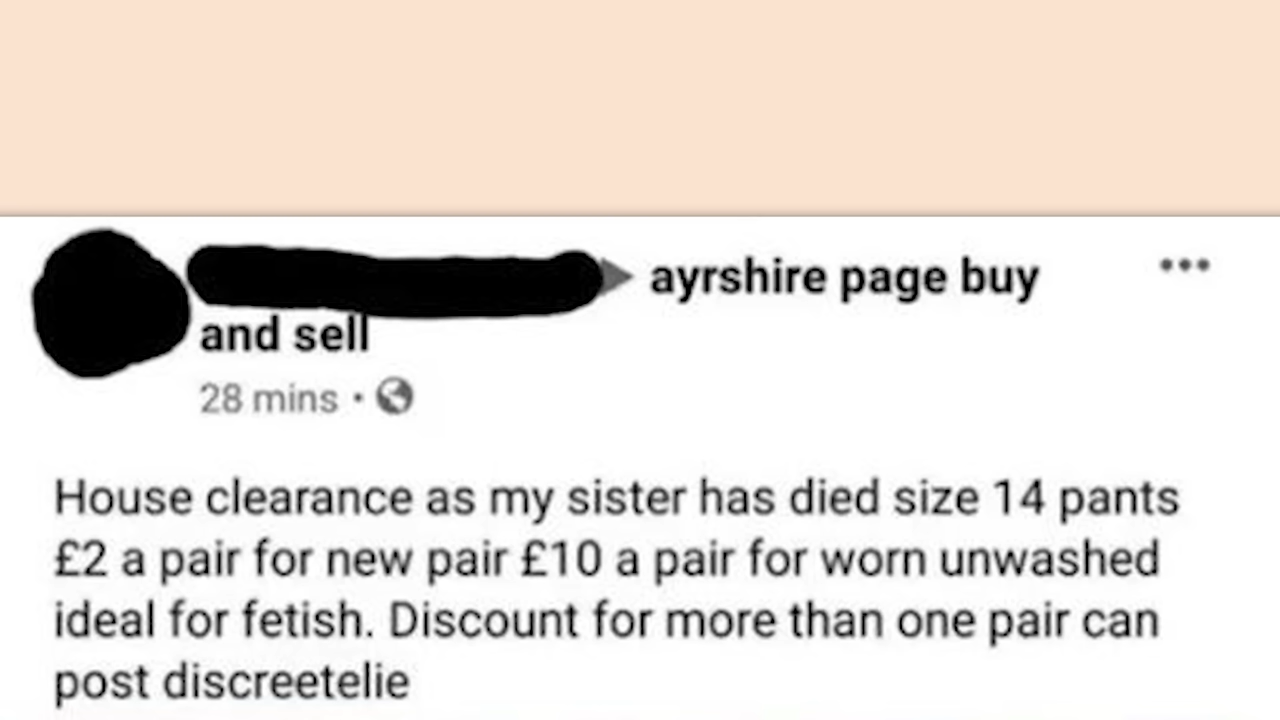 ayrshire page buy
and sell
28 mins •
House clearance as my sister has died size 14 pants
£2 a pair for new pair £10 a pair for worn unwashed
ideal for fetish. Discount for more than one pair can
post discreetelie